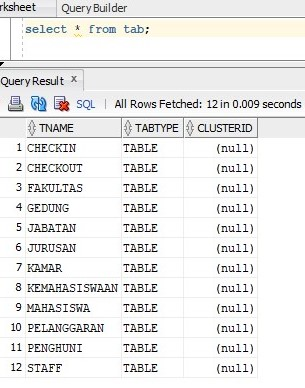 rksheet Query Builder
select * from tab;
Query Result x
SQL | All Rows Fetched: 12 in 0.009 seconds
TNAME TABTYPE CLUSTERID
1 CHECKIN TABLE (null)
2 CHECKOUT TABLE (null)
3 FAKULTAS TABLE (null)
4 GEDUNG TABLE (null)
5 JABATAN TABLE (null)
6 JURUSAN TABLE (null)
7 KAMAR TABLE (null)
8 KEMAHASISWAAN TABLE (null)
9 MAHASISWA TABLE (null)
10 PELANGGARAN TABLE (null)
11 PENGHUNI TABLE (null)
12 STAFF TABLE (null)